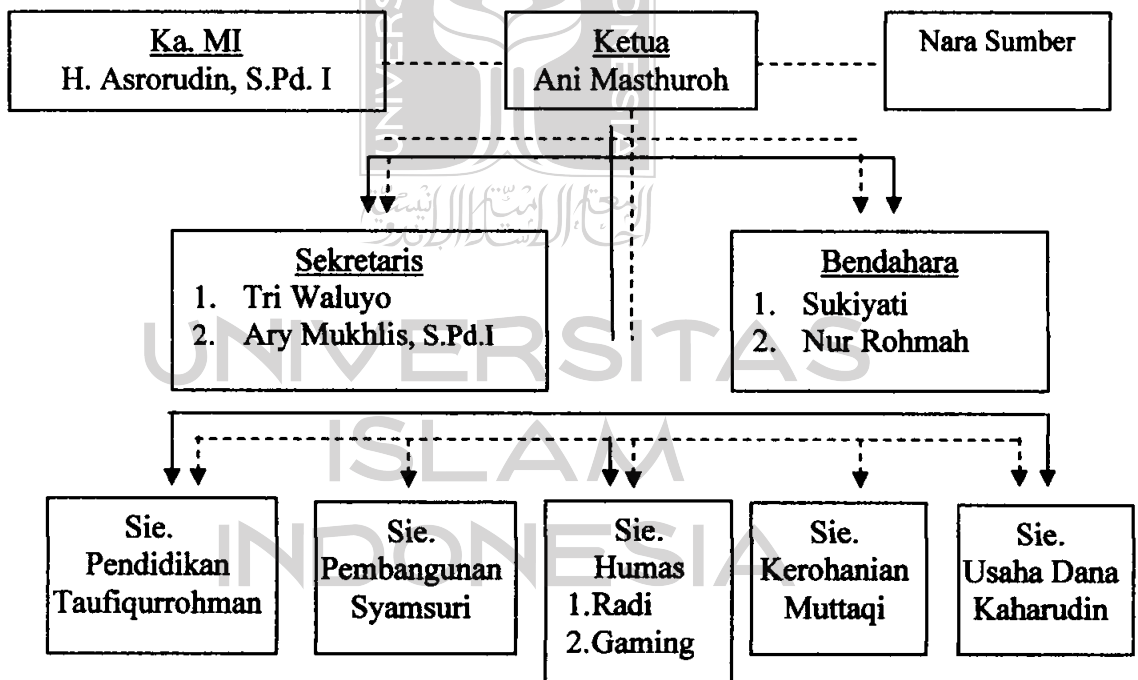 Ka. MI
H. Asrorudin, S.Pd. I
Ketua
Ani Masthuroh
Nara Sumber
Sekretaris
1. Tri Waluyo
2. Ary Mukhlis, S.Pd.I
Bendahara
1. Sukiyati
2. Nur Rohmah
UNIVERSITAS
ISLAM
INDONESIA
Sie.
Pendidikan
Taufiqurrohman
Sie.
Pembangunan
Syamsuri
Sie.
Humas
1.Radi
2.Gaming
Sie.
Kerohanian
Muttaqi
Sie.
Usaha Dana
Kaharudin